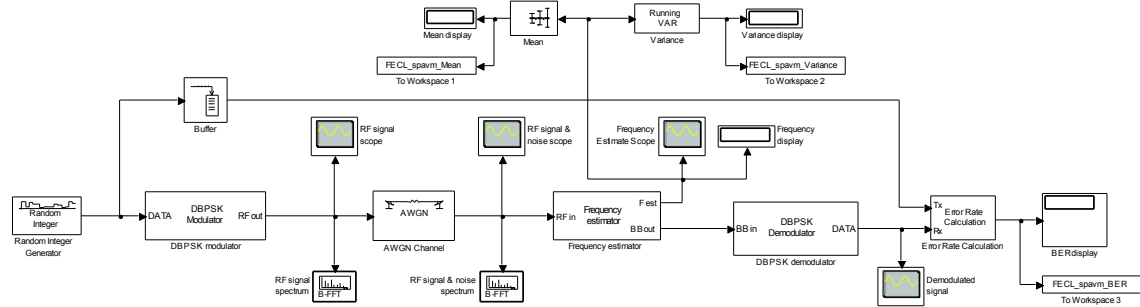 Mean display
Mean
Running
VAR
Variance
Variance display
FECL_spavm_Mean
To Workspace 1
FECL_spavm_Variance
To Workspace 2
Buffer
RF signal
scope
RF signal &
noise scope
Frequency
Estimate Scope
Frequency
display
Random
Integer
Random Integer
Generator
DATA
DBPSK
Modulator
RF out
DBPSK modulator
AWGN
AWGN Channel
RF in
Frequency
estimator
F est
BB out
Frequency estimator
BB in
DBPSK
Demodulator
DATA
DBPSK demodulator
Tx
Rx
Error Rate
Calculation
Error Rate Calculation
BER display
RF signal
spectrum
B-FFT
RF signal & noise
spectrum
B-FFT
Demodulated
signal
FECL_spavm_BER
To Workspace 3